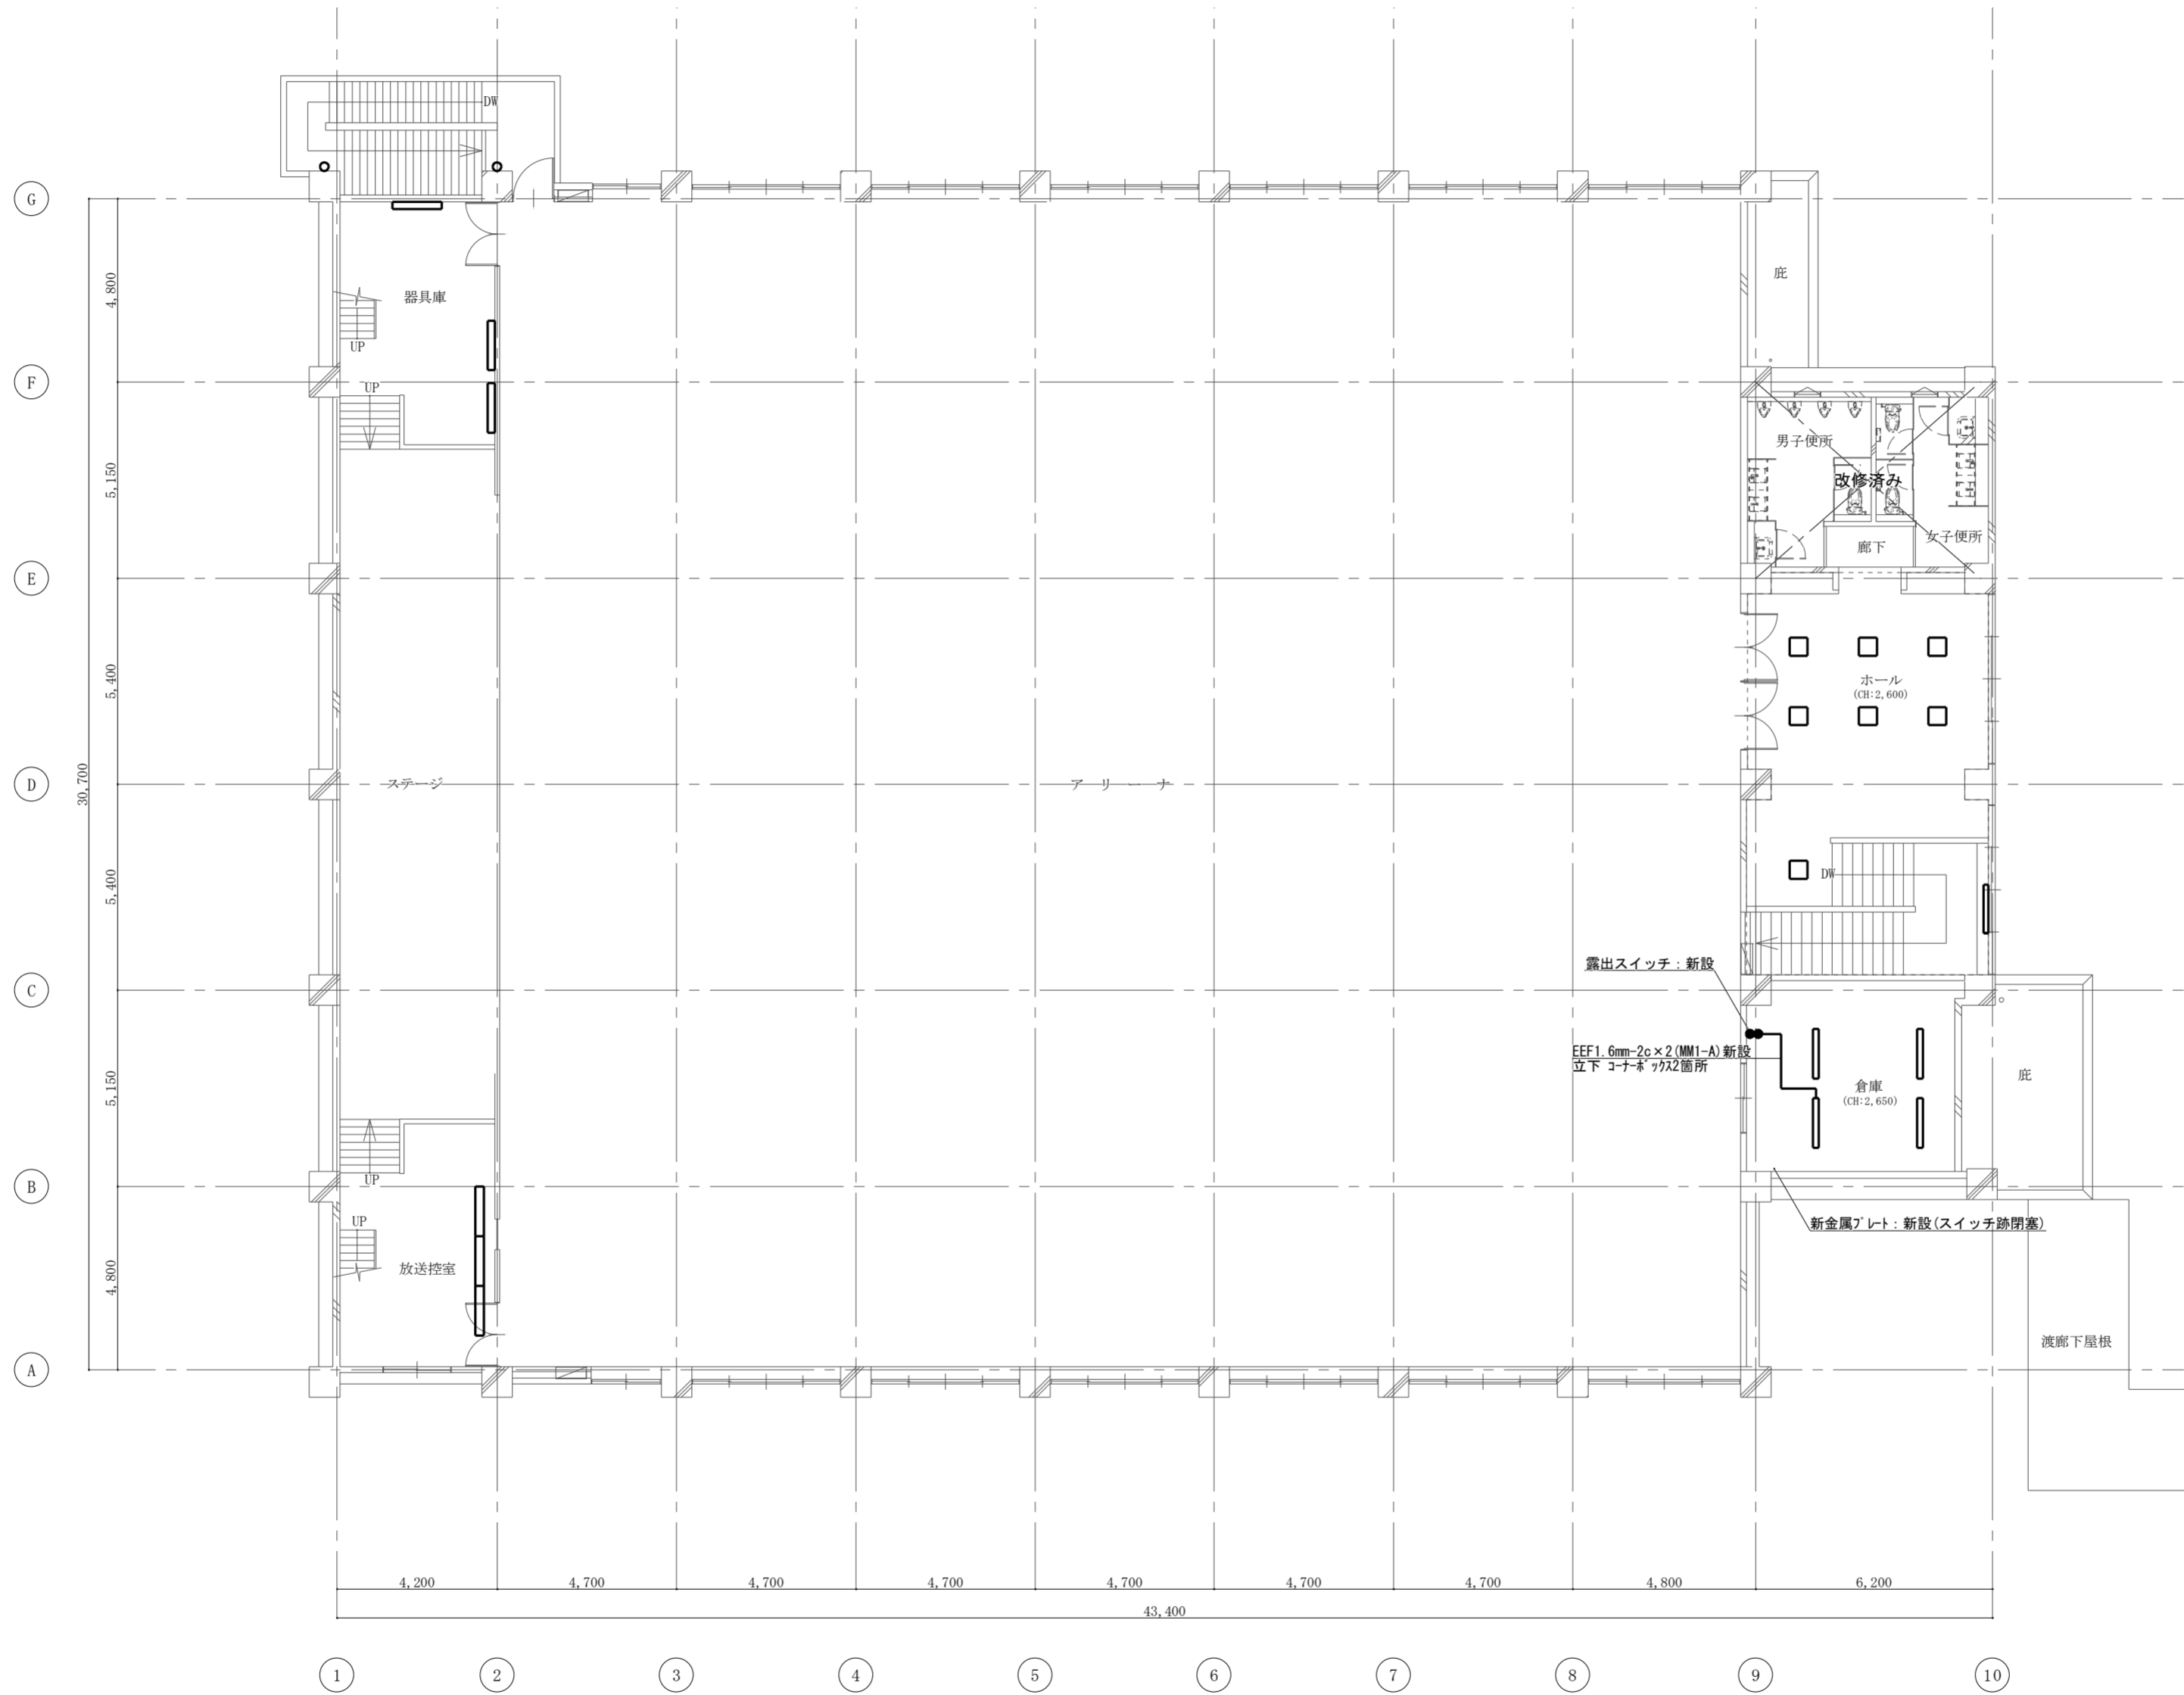 DW
G
庇
4,800
器具庫
UP
F
UP
男子便所
5,150
改修済み
女子便所
廊下
E
5,400
ホール
(CH:2,600)
30,700
D
ステージ
アリーナ
5,400
DW
露出スイッチ：新設
C
EEF1.6mm-2c×2(MM1-A)新設
立下 ｺｰﾅｰﾎﾞｯｸｽ2箇所
5,150
倉庫
(CH:2,650)
庇
UP
B
UP
新金属ﾌﾟﾚｰﾄ：新設(スイッチ跡閉塞)
放送控室
4,800
渡廊下屋根
A
4,200
4,700
4,700
4,700
4,700
4,700
4,700
4,800
6,200
43,400
1
2
3
4
5
6
7
8
9
10